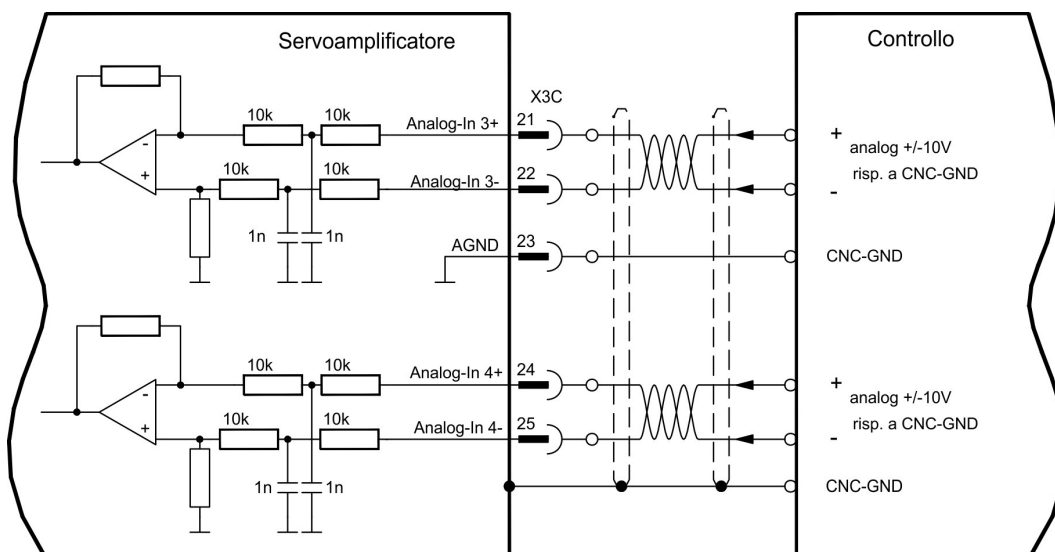 Servoamplificatore
Controllo
X3C
10k
10k
Analog-In 3+
21
-
+
analog +/-10V
risp. a CNC-GND
-
+
10k
10k
Analog-In 3-
22
1n
1n
AGND
23
CNC-GND
10k
10k
Analog-In 4+
24
-
+
analog +/-10V
risp. a CNC-GND
-
+
10k
10k
Analog-In 4-
25
1n
1n
CNC-GND